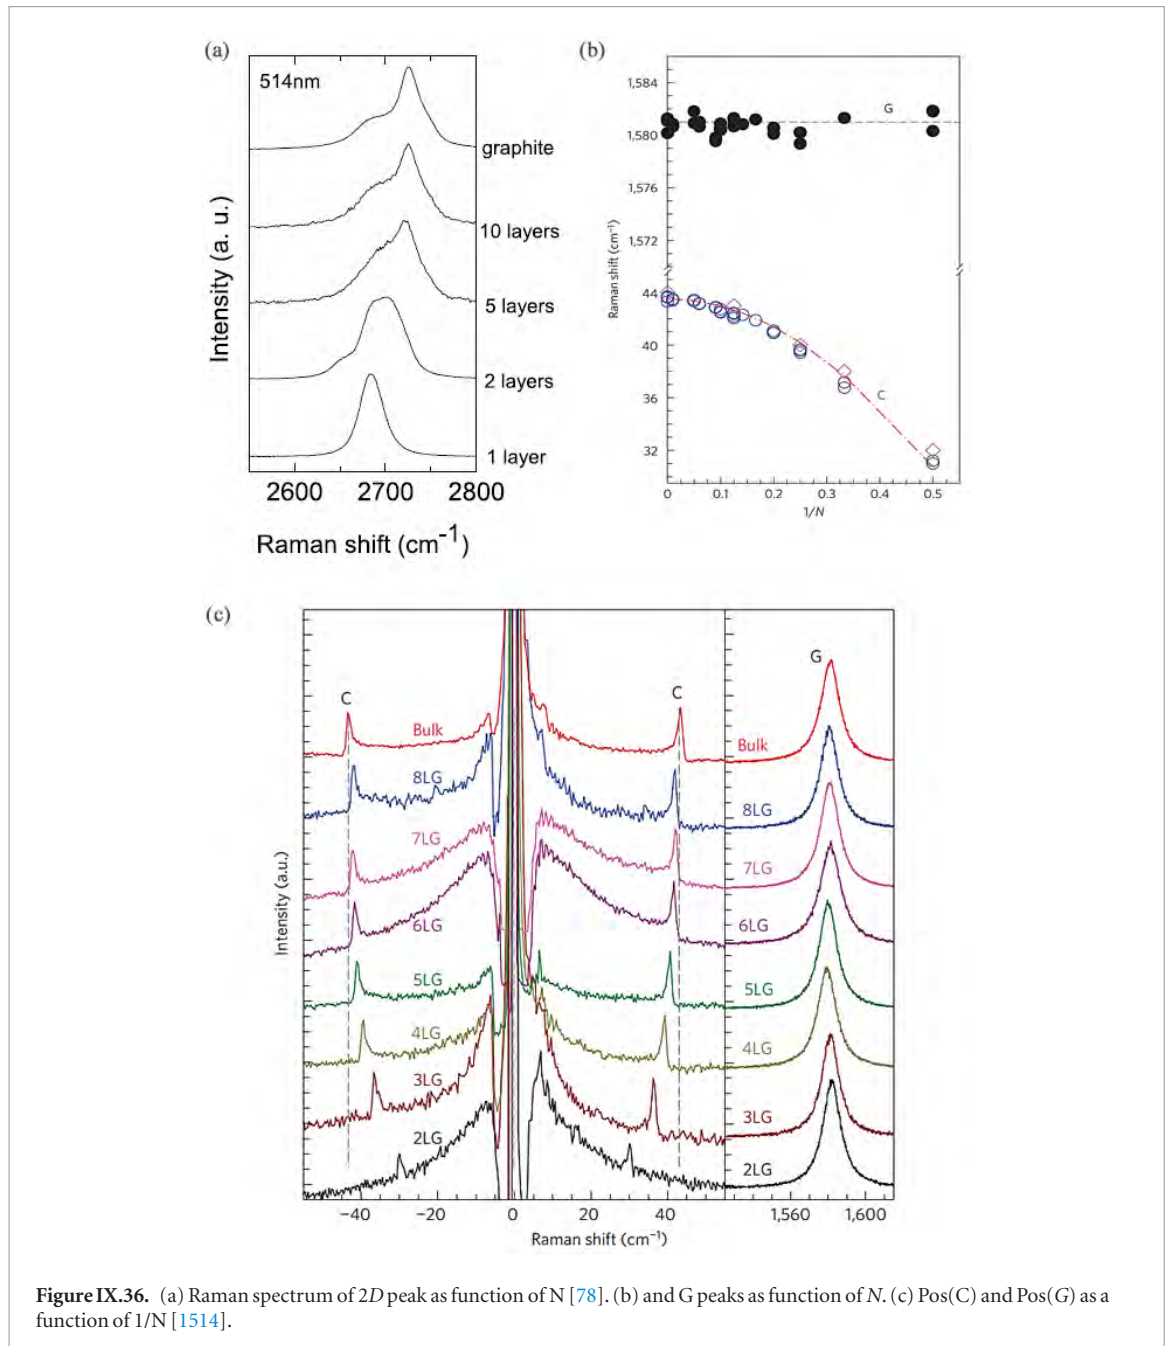 (a)
514nm
graphite
10 layers
5 layers
2 layers
1 layer
Intensity (a. u.)
2600 2700 2800
Raman shift (cm-1)
(b)
1,584
1,580
1,576
1,572
44
40
36
32
G
C
Raman shift (cm−1)
0 0.1 0.2 0.3 0.4 0.5
1/N
(c)
C C G
Bulk Bulk
8LG 8LG
7LG 7LG
6LG 6LG
5LG 5LG
4LG 4LG
3LG 3LG
2LG 2LG
Intensity (a.u.)
−40 −20 0 20 40 1,560 1,600
Raman shift (cm−1)
Figure IX.36. (a) Raman spectrum of 2D peak as function of N [78]. (b) and G peaks as function of N. (c) Pos(C) and Pos(G) as a
function of 1/N [1514].